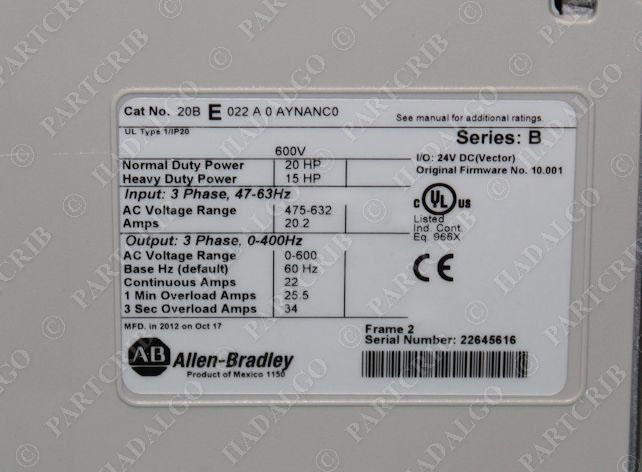 Cat No. 20B E 022 A 0 AYNANC0
See manual for additional ratings.
UL Type 1/IP20
Series: B
600V
I/O: 24V DC(Vector)
Normal Duty Power 20 HP
Original Firmware No. 10.001
Heavy Duty Power 15 HP
Input: 3 Phase, 47-63Hz
AC Voltage Range 475-632
Amps 20.2
C UL US
Listed
Ind. Cont.
Eq. 966X
Output: 3 Phase, 0-400Hz
AC Voltage Range 0-600
Base Hz (default) 60 Hz
Continuous Amps 22
1 Min Overload Amps 25.5
3 Sec Overload Amps 34
CE
MFD. in 2012 on Oct 17
Frame 2
Serial Number: 22645616
AB Allen-Bradley
Product of Mexico 1150
© PARTCRIB © HADALGO